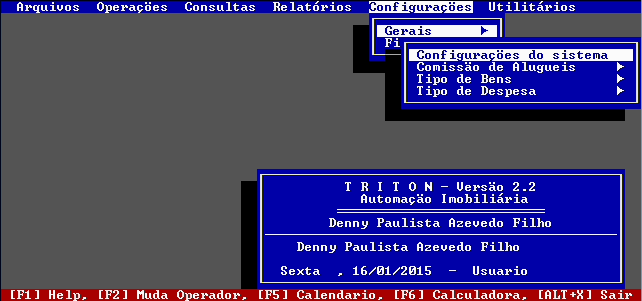 Arquivos Operações Consultas Relatórios Configurações Utilitários
Gerais
Fi
Configurações do sistema
Comissão de Alugueis
Tipo de Bens
Tipo de Despesa
T R I T O N - Versão 2.2
Automação Imobiliária
Denny Paulista Azevedo Filho
Denny Paulista Azevedo Filho
Sexta , 16/01/2015 - Usuario
[F1] Help, [F2] Muda Operador, [F5] Calendario, [F6] Calculadora, [ALT+X] Sair